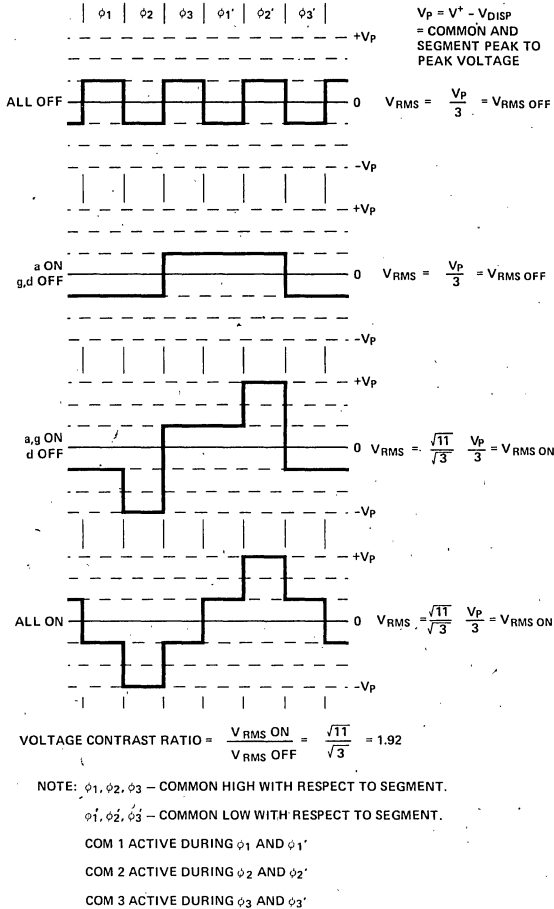 ϕ1 ϕ2 ϕ3 ϕ1' ϕ2' ϕ3'
VP = V+ - VDISP
= COMMON AND
SEGMENT PEAK TO
PEAK VOLTAGE
+VP
ALL OFF
0
VRMS = VP/3 = VRMS OFF
-VP
+VP
a ON
g,d OFF
0
VRMS = VP/3 = VRMS OFF
-VP
+VP
a,g ON
d OFF
0
VRMS = √11/√3 VP/3 = VRMS ON
-VP
+VP
ALL ON
0
VRMS = √11/√3 VP/3 = VRMS ON
-VP
VOLTAGE CONTRAST RATIO = VRMS ON/VRMS OFF = √11/√3 = 1.92
NOTE: ϕ1, ϕ2, ϕ3 — COMMON HIGH WITH RESPECT TO SEGMENT.
ϕ1', ϕ2', ϕ3' — COMMON LOW WITH RESPECT TO SEGMENT.
COM 1 ACTIVE DURING ϕ1 AND ϕ1'
COM 2 ACTIVE DURING ϕ2 AND ϕ2'
COM 3 ACTIVE DURING ϕ3 AND ϕ3'